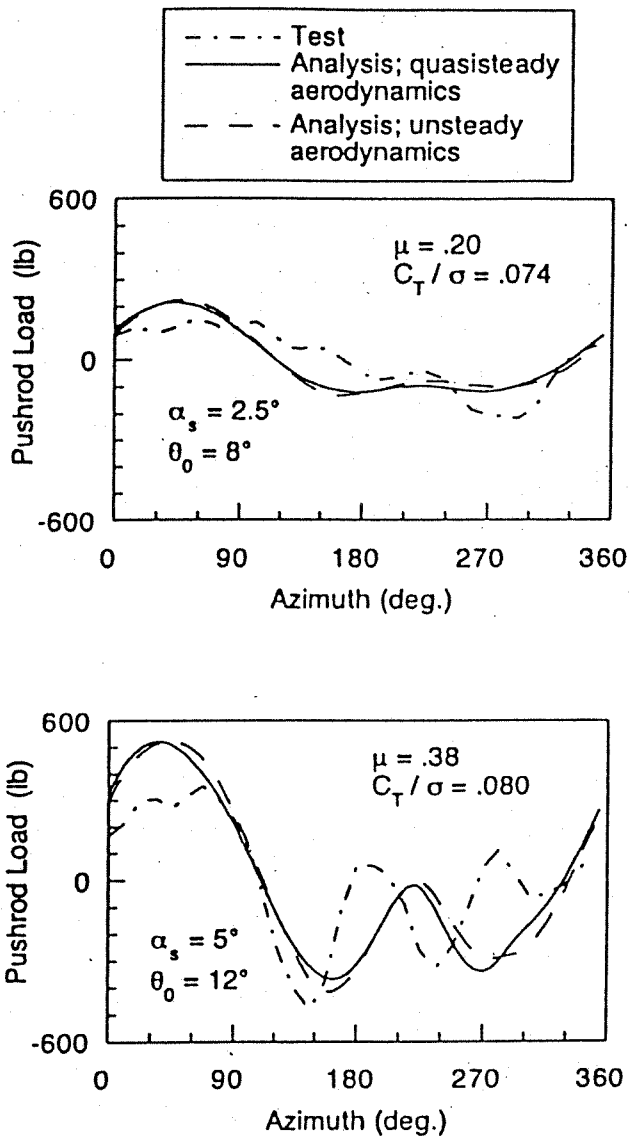 Test
Analysis; quasisteady
aerodynamics
Analysis; unsteady
aerodynamics
600
0
-600
Pushrod Load (lb)
μ = .20
C_T / σ = .074
α_s = 2.5°
θ_0 = 8°
0 90 180 270 360
Azimuth (deg.)
600
0
-600
Pushrod Load (lb)
μ = .38
C_T / σ = .080
α_s = 5°
θ_0 = 12°
0 90 180 270 360
Azimuth (deg.)